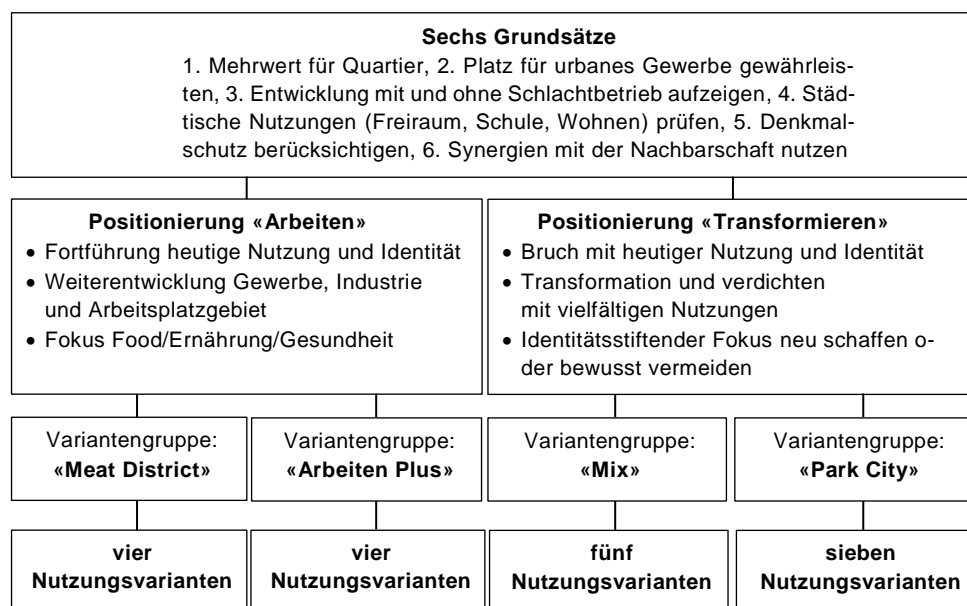 Sechs Grundsätze
1. Mehrwert für Quartier, 2. Platz für urbanes Gewerbe gewährleis-
ten, 3. Entwicklung mit und ohne Schlachtbetrieb aufzeigen, 4. Städ-
tische Nutzungen (Freiraum, Schule, Wohnen) prüfen, 5. Denkmal-
schutz berücksichtigen, 6. Synergien mit der Nachbarschaft nutzen
Positionierung «Arbeiten»
• Fortführung heutige Nutzung und Identität
• Weiterentwicklung Gewerbe, Industrie
und Arbeitsplatzgebiet
• Fokus Food/Ernährung/Gesundheit
Positionierung «Transformieren»
• Bruch mit heutiger Nutzung und Identität
• Transformation und verdichten
mit vielfältigen Nutzungen
• Identitätsstiftender Fokus neu schaffen o-
der bewusst vermeiden
Variantengruppe:
«Meat District»
Variantengruppe:
«Arbeiten Plus»
Variantengruppe:
«Mix»
Variantengruppe:
«Park City»
vier
Nutzungsvarianten
vier
Nutzungsvarianten
fünf
Nutzungsvarianten
sieben
Nutzungsvarianten